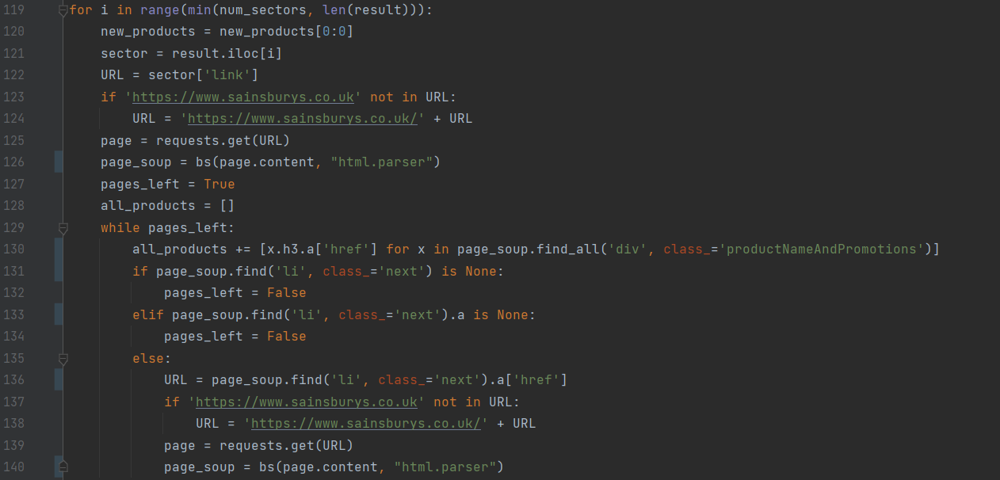 119 for i in range(min(num_sectors, len(result))):
120     new_products = new_products[0:0]
121     sector = result.iloc[i]
122     URL = sector['link']
123     if 'https://www.sainsburys.co.uk' not in URL:
124         URL = 'https://www.sainsburys.co.uk/' + URL
125     page = requests.get(URL)
126     page_soup = bs(page.content, "html.parser")
127     pages_left = True
128     all_products = []
129     while pages_left:
130         all_products += [x.h3.a['href'] for x in page_soup.find_all('div', class_='productNameAndPromotions')]
131         if page_soup.find('li', class_='next') is None:
132             pages_left = False
133         elif page_soup.find('li', class_='next').a is None:
134             pages_left = False
135         else:
136             URL = page_soup.find('li', class_='next').a['href']
137             if 'https://www.sainsburys.co.uk' not in URL:
138                 URL = 'https://www.sainsburys.co.uk/' + URL
139             page = requests.get(URL)
140             page_soup = bs(page.content, "html.parser")